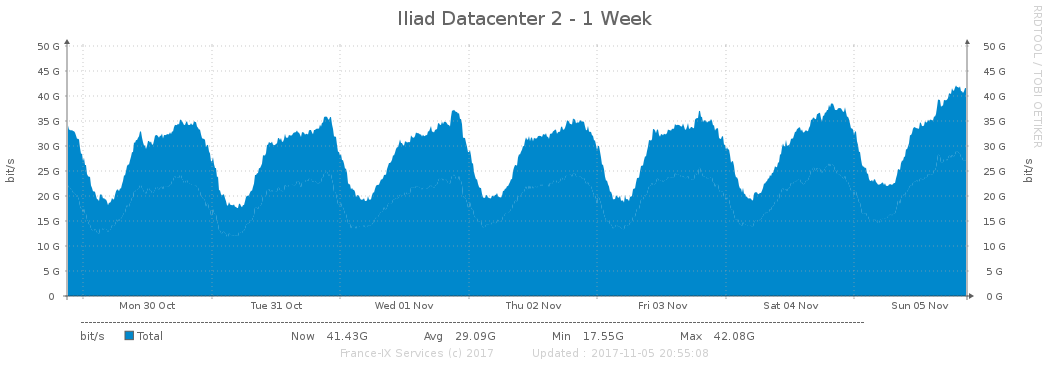 Iliad Datacenter 2 - 1 Week
RRDTOOL / TOBI OETIKER
50 G 50 G
45 G 45 G
40 G 40 G
35 G 35 G
30 G 30 G
25 G 25 G
20 G 20 G
15 G 15 G
10 G 10 G
5 G 5 G
0 0 G
bit/s
bit/s
Mon 30 Oct Tue 31 Oct Wed 01 Nov Thu 02 Nov Fri 03 Nov Sat 04 Nov Sun 05 Nov
bit/s Total Now 41.43G Avg 29.09G Min 17.55G Max 42.08G
France-IX Services (c) 2017 Updated : 2017-11-05 20:55:08